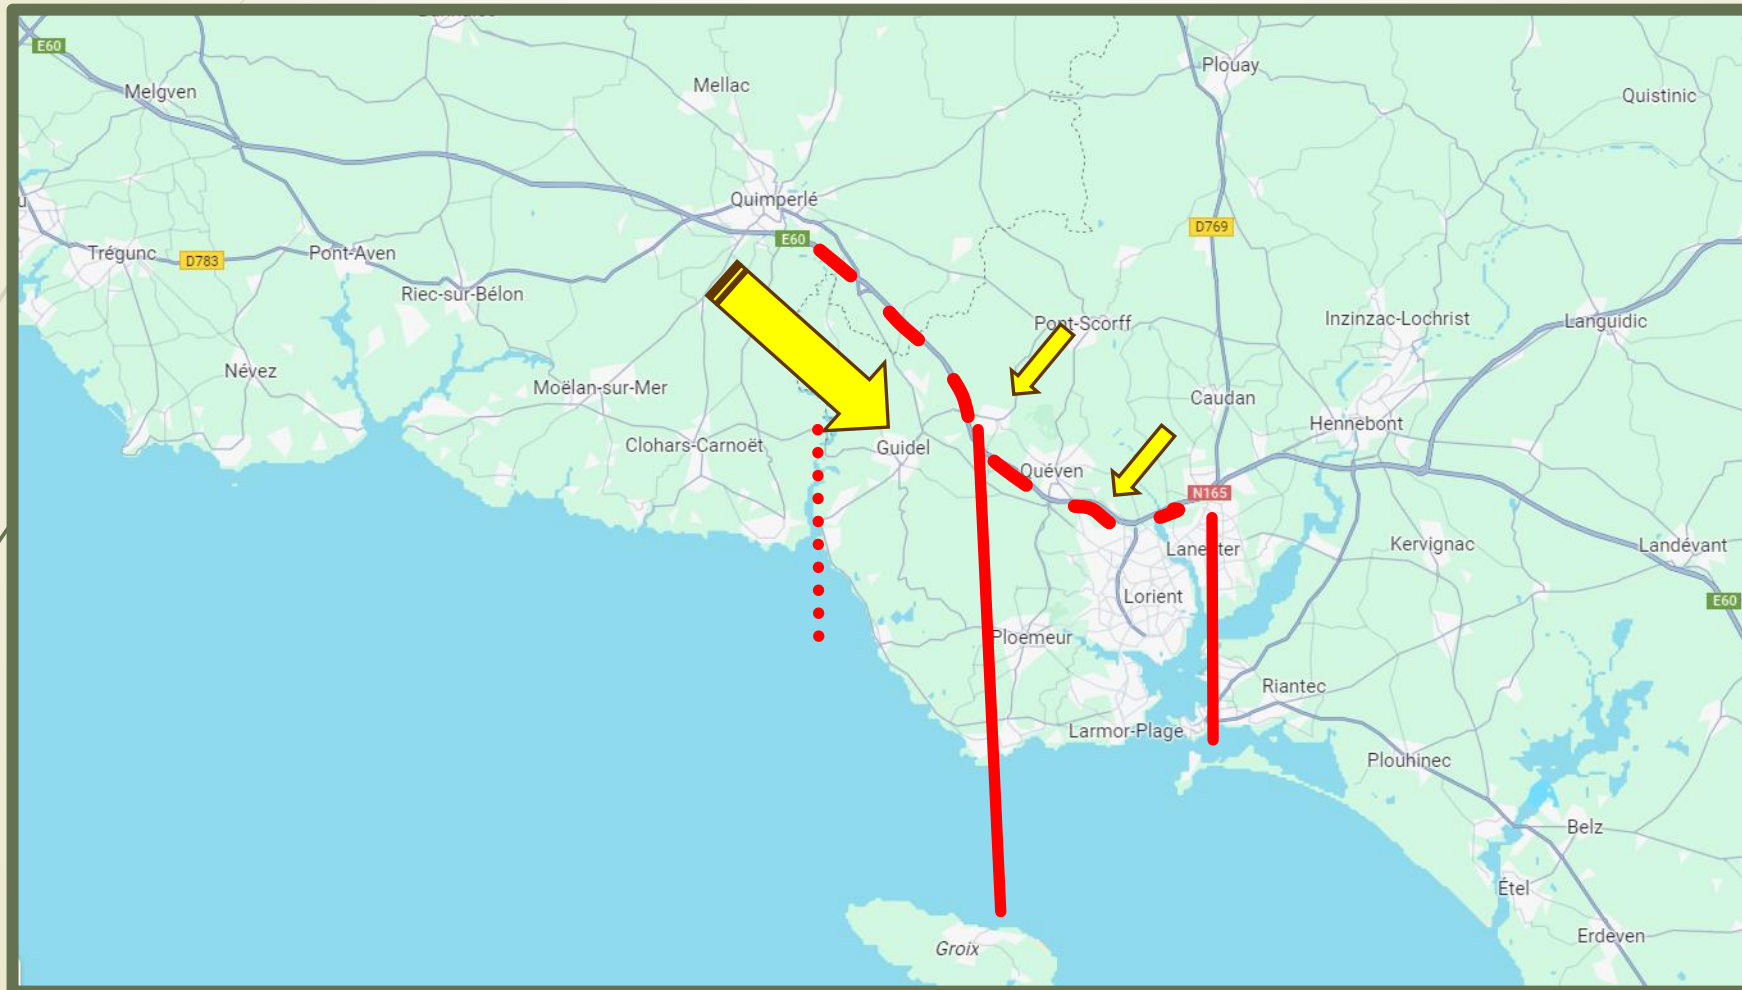 E60
Melgven
Mellac
Plouay
Quistinic
Quimperlé
D769
E60
Trégunc
D783
Pont-Aven
Riec-sur-Bélon
Pont-Scorff
Inzinzac-Lochrist
Languidic
Névez
Moëlan-sur-Mer
Caudan
Hennebont
Clohars-Carnoët
Guidel
Quéven
N165
Lanester
Kervignac
Landévant
Lorient
E60
Ploemeur
Riantec
Larmor-Plage
Plouhinec
Belz
Étel
Erdeven
Groix